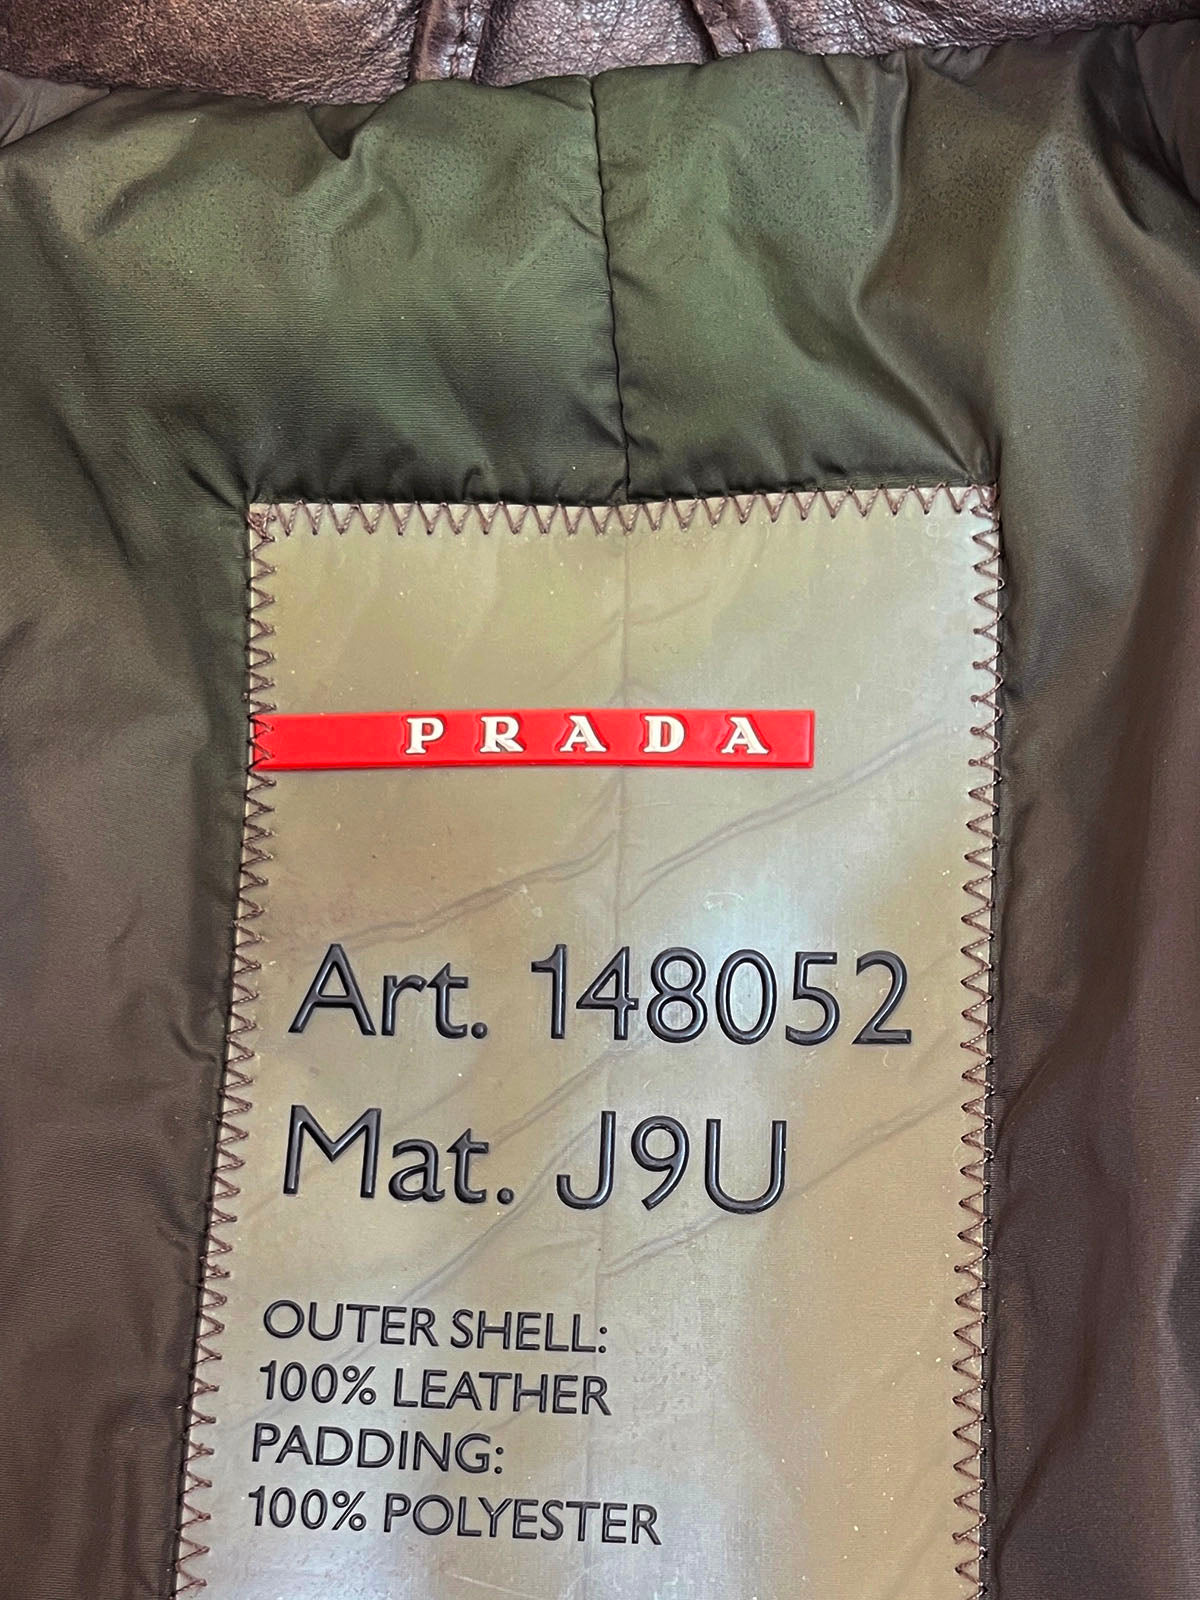 PRADA
Art. 148052
Mat. J9U
OUTER SHELL:
100% LEATHER
PADDING:
100% POLYESTER